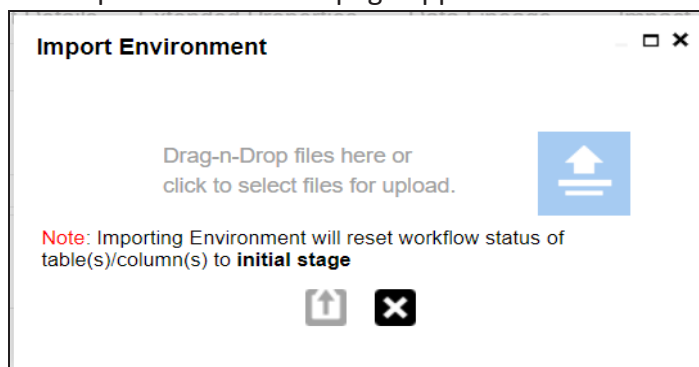 Import Environment
Drag-n-Drop files here or
click to select files for upload.
Note: Importing Environment will reset workflow status of
table(s)/column(s) to initial stage